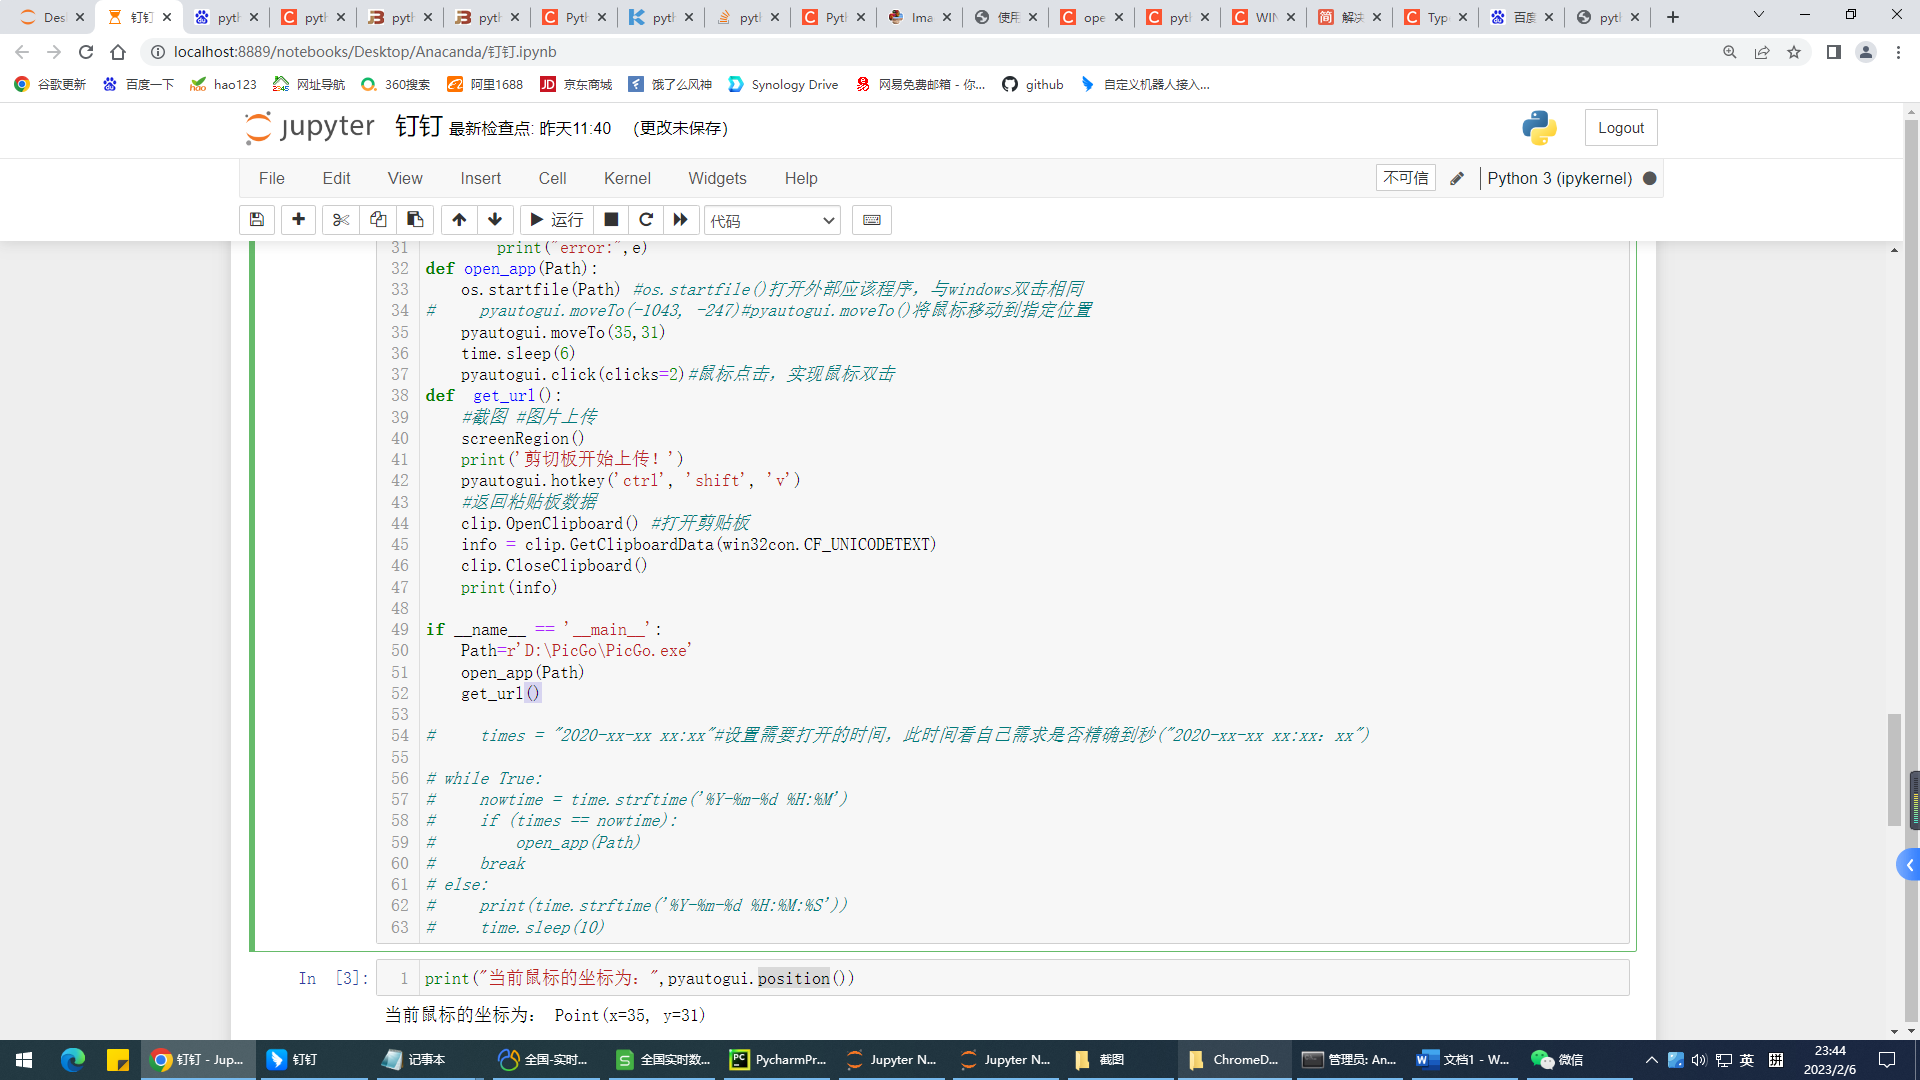 Desk
钉钉
pyth
pyth
pyth
pyth
Pyth
pyth
pyth
Pyth
Ima
使用
ope
pyth
WIN
解决
Type
百度
pyth
localhost:8889/notebooks/Desktop/Anacanda/钉钉.ipynb
谷歌更新 百度一下 hao123 网址导航 360搜索 阿里1688 京东商城 饿了么风神 Synology Drive 网易免费邮箱 - 你... github 自定义机器人接入...
jupyter 钉钉 最新检查点: 昨天11:40 (更改未保存) Logout
File Edit View Insert Cell Kernel Widgets Help 不可信 Python 3 (ipykernel)
运行 代码
31 print("error:",e)
32 def open_app(Path):
33 os.startfile(Path) #os.startfile()打开外部应该程序，与windows双击相同
34 # pyautogui.moveTo(-1043, -247)#pyautogui.moveTo()将鼠标移动到指定位置
35 pyautogui.moveTo(35,31)
36 time.sleep(6)
37 pyautogui.click(clicks=2)#鼠标点击，实现鼠标双击
38 def  get_url():
39 #截图 #图片上传
40 screenRegion()
41 print('剪切板开始上传！')
42 pyautogui.hotkey('ctrl', 'shift', 'v')
43 #返回粘贴板数据
44 clip.OpenClipboard() #打开剪贴板
45 info = clip.GetClipboardData(win32con.CF_UNICODETEXT)
46 clip.CloseClipboard()
47 print(info)
48
49 if __name__ == '__main__':
50 Path=r'D:\PicGo\PicGo.exe'
51 open_app(Path)
52 get_url()
53
54 # times = "2020-xx-xx xx:xx"#设置需要打开的时间，此时间看自己需求是否精确到秒("2020-xx-xx xx:xx：xx")
55
56 # while True:
57 # nowtime = time.strftime('%Y-%m-%d %H:%M')
58 # if (times == nowtime):
59 # open_app(Path)
60 # break
61 # else:
62 # print(time.strftime('%Y-%m-%d %H:%M:%S'))
63 # time.sleep(10)
In [3]: 1 print("当前鼠标的坐标为：",pyautogui.position())
当前鼠标的坐标为： Point(x=35, y=31)
钉钉 - Jup... 钉钉 记事本 全国-实时... 全国实时数... PycharmPr... Jupyter N... Jupyter N... 截图 ChromeD... 管理员: An... 文档1 - W... 微信 英 拼 23:44
2023/2/6